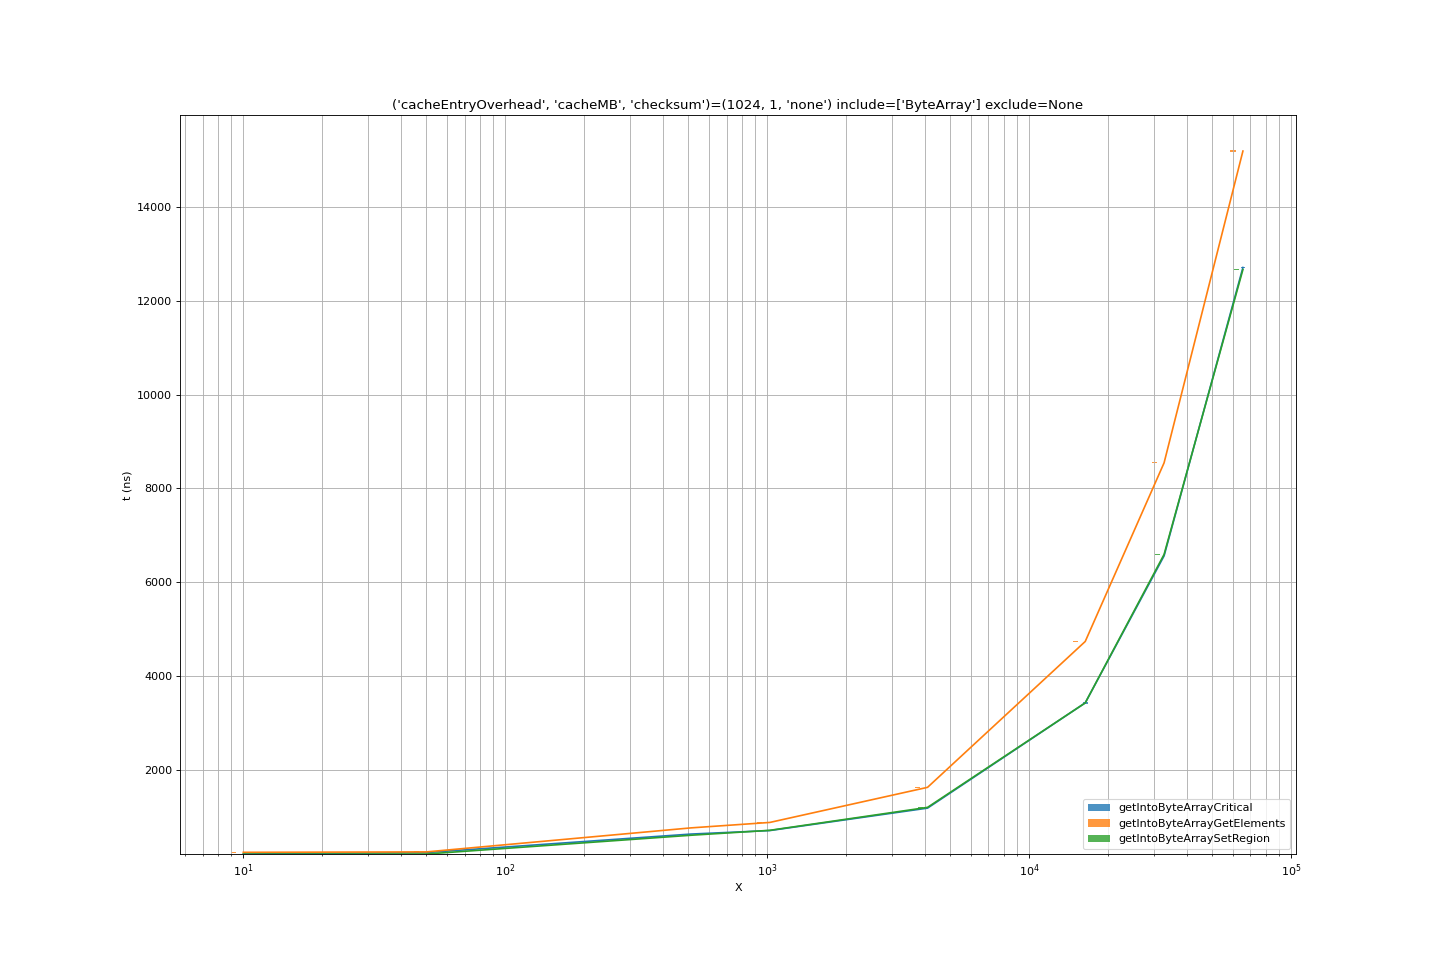 ('cacheEntryOverhead', 'cacheMB', 'checksum')=(1024, 1, 'none') include=['ByteArray'] exclude=None
14000
12000
10000
8000
6000
4000
2000
t (ns)
10¹ 10² 10³ 10⁴ 10⁵
X
getIntoByteArrayCritical
getIntoByteArrayGetElements
getIntoByteArraySetRegion